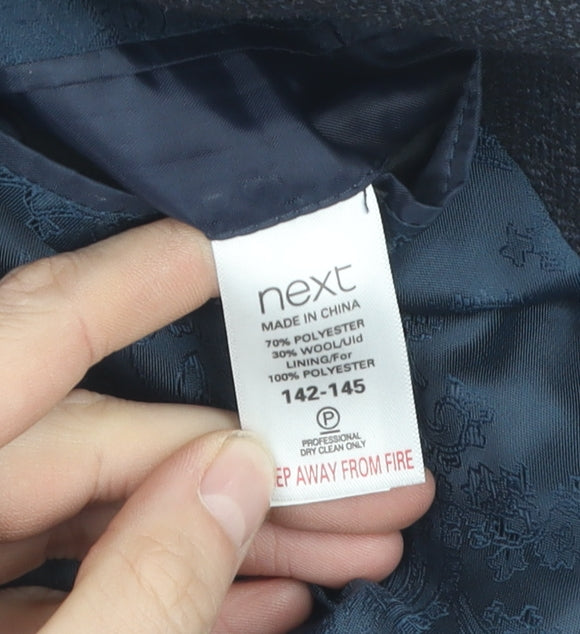 next
MADE IN CHINA
70% POLYESTER
30% WOOL/Uld
LINING/For
100% POLYESTER
142-145
P
PROFESSIONAL
DRY CLEAN ONLY
EP AWAY FROM FIRE